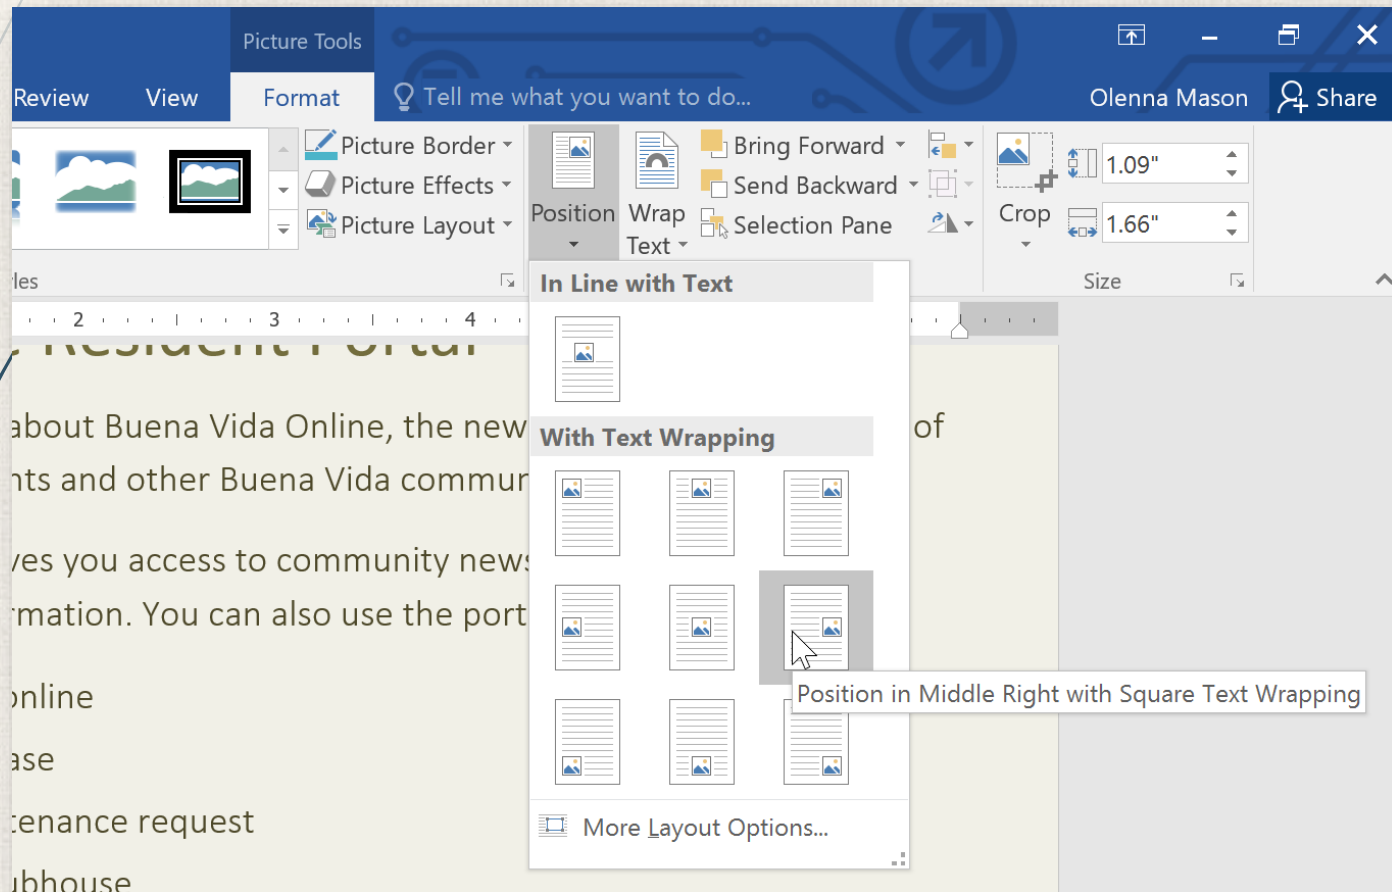 Picture Tools
Review View Format Tell me what you want to do... Olenna Mason Share
Picture Border
Picture Effects
Picture Layout
Position
Wrap
Text
Bring Forward
Send Backward
Selection Pane
Crop
1.09"
1.66"
les
Size
2 3 4
In Line with Text
Resident Portal
about Buena Vida Online, the new of
nts and other Buena Vida commun
With Text Wrapping
ves you access to community news
rmation. You can also use the port
Position in Middle Right with Square Text Wrapping
online
ase
tenance request
ubhouse
More Layout Options...